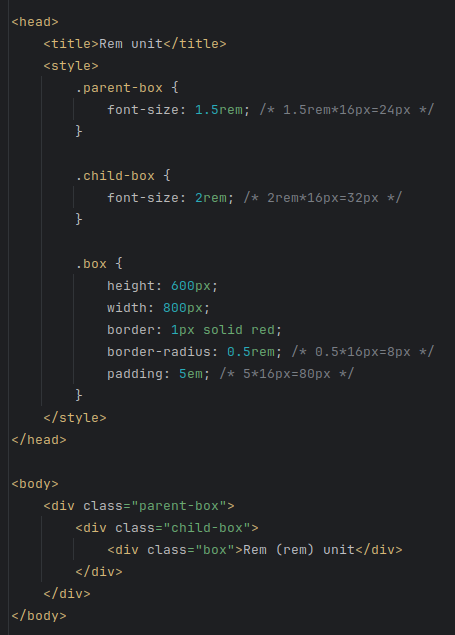 <head>
    <title>Rem unit</title>
    <style>
        .parent-box {
            font-size: 1.5rem; /* 1.5rem*16px=24px */
        }

        .child-box {
            font-size: 2rem; /* 2rem*16px=32px */
        }

        .box {
            height: 600px;
            width: 800px;
            border: 1px solid red;
            border-radius: 0.5rem; /* 0.5*16px=8px */
            padding: 5em; /* 5*16px=80px */
        }
    </style>
</head>

<body>
    <div class="parent-box">
        <div class="child-box">
            <div class="box">Rem (rem) unit</div>
        </div>
    </div>
</body>